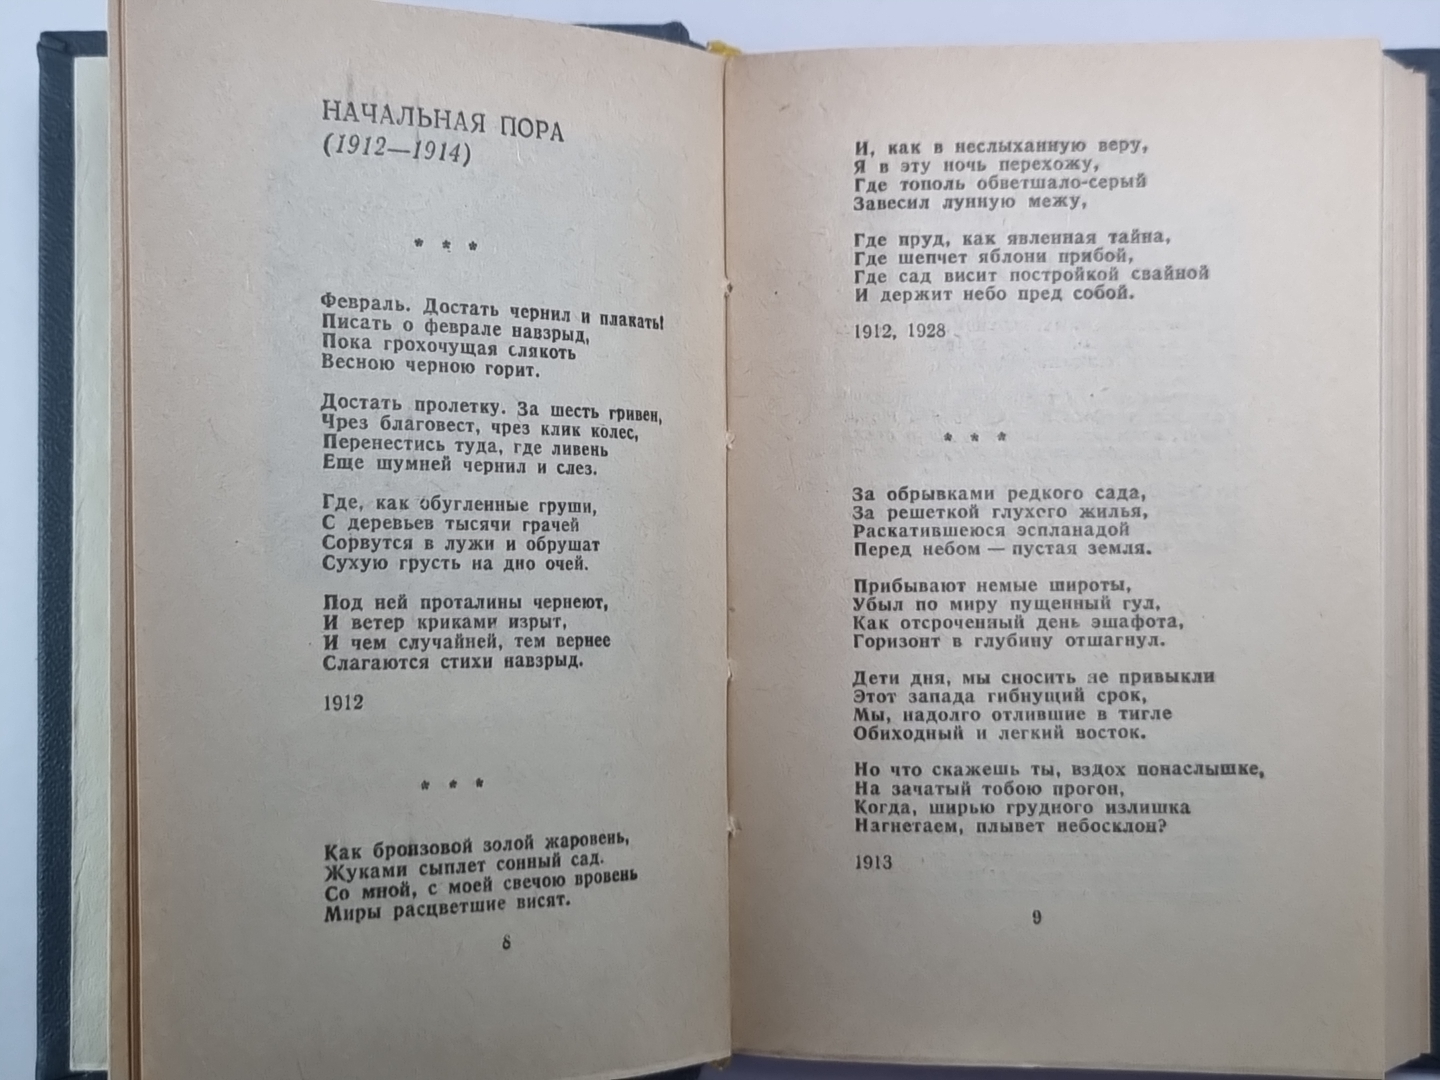 НАЧАЛЬНАЯ ПОРА
(1912—1914)
* * *
Февраль. Достать чернил и плакать!
Писать о феврале навзрыд,
Пока грохочущая слякоть
Весною черною горит.
Достать пролетку. За шесть гривен,
Чрез благовест, чрез клик колес,
Перенестись туда, где ливень
Еще шумней чернил и слез.
Где, как обугленные груши,
С деревьев тысячи грачей
Сорвутся в лужи и обрушат
Сухую грусть на дно очей.
Под ней проталины чернеют,
И ветер криками изрыт,
И чем случайней, тем вернее
Слагаются стихи навзрыд.
1912
* * *
Как бронзовой золой жаровень,
Жуками сыплет сонный сад.
Со мной, с моей свечою вровень
Миры расцветшие висят.
8
И, как в неслыханную веру,
Я в эту ночь перехожу,
Где тополь обветшало-серый
Завесил лунную межу,
Где пруд, как явленная тайна,
Где шепчет яблони прибой,
Где сад висит постройкой свайной
И держит небо пред собой.
1912, 1928
* * *
За обрывками редкого сада,
За решеткой глухого жилья,
Раскатившеюся эспланадой
Перед небом — пустая земля.
Прибывают немые широты,
Убыл по миру пущенный гул,
Как отсроченный день эшафота,
Горизонт в глубину отшагнул.
Дети дня, мы сносить не привыкли
Этот запада гибнущий срок,
Мы, надолго отлившие в тигле
Обиходный и легкий восток.
Но что скажешь ты, вздох понаслышке,
На зачатый тобою прогон,
Когда, ширью грудного излишка
Нагнетаем, плывет небосклон?
1913
9